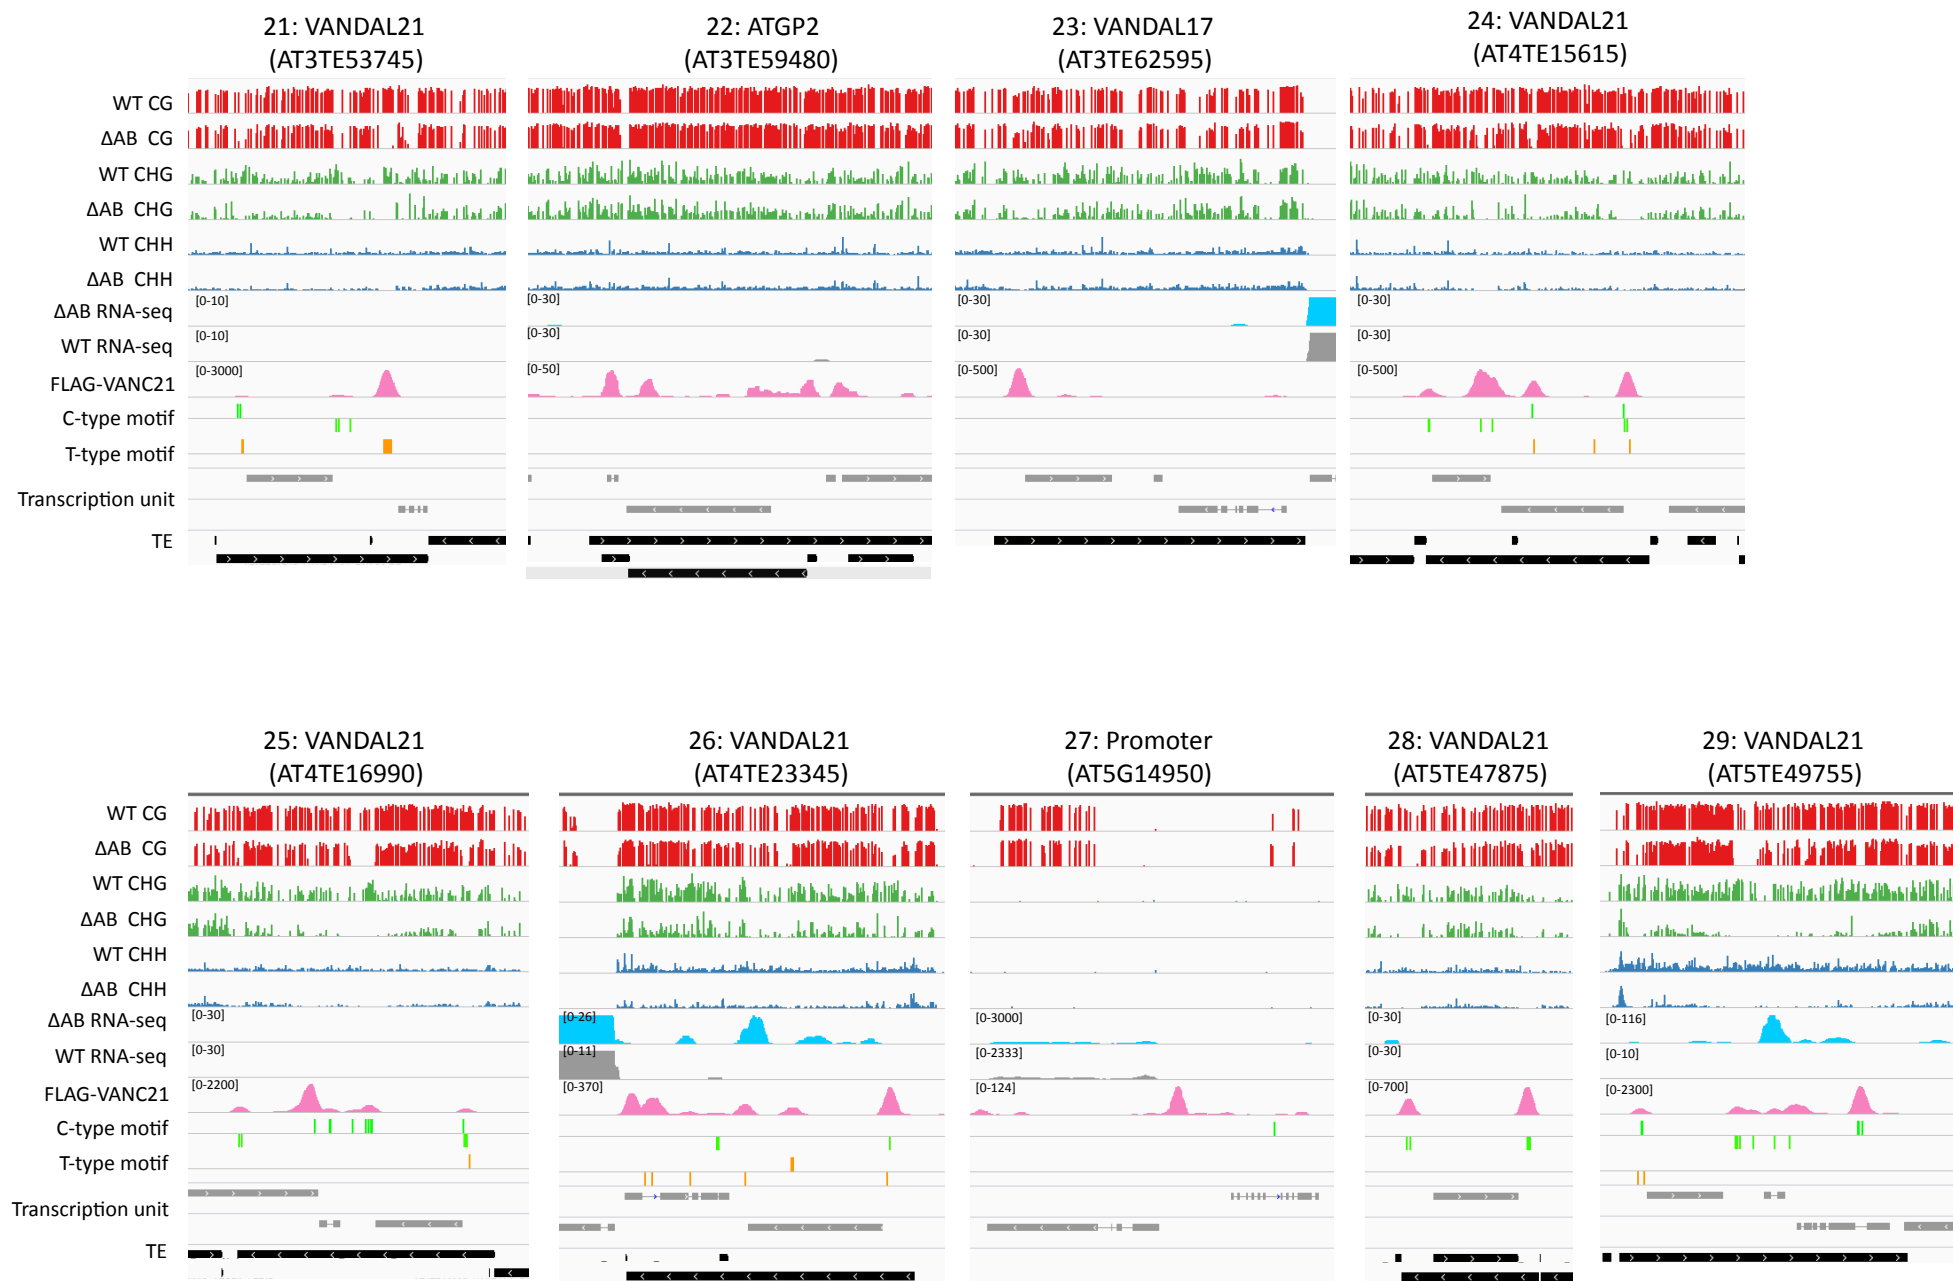 21: VANDAL21
(AT3TE53745)
22: ATGP2
(AT3TE59480)
23: VANDAL17
(AT3TE62595)
24: VANDAL21
(AT4TE15615)
WT CG
ΔAB CG
WT CHG
ΔAB CHG
WT CHH
ΔAB CHH
ΔAB RNA-seq
[0-10]
[0-30]
[0-30]
[0-30]
WT RNA-seq
[0-10]
[0-30]
[0-30]
[0-30]
FLAG-VANC21
[0-3000]
[0-50]
[0-500]
[0-500]
C-type motif
T-type motif
Transcription unit
TE
25: VANDAL21
(AT4TE16990)
26: VANDAL21
(AT4TE23345)
27: Promoter
(AT5G14950)
28: VANDAL21
(AT5TE47875)
29: VANDAL21
(AT5TE49755)
WT CG
ΔAB CG
WT CHG
ΔAB CHG
WT CHH
ΔAB CHH
ΔAB RNA-seq
[0-30]
[0-26]
[0-3000]
[0-30]
[0-116]
WT RNA-seq
[0-30]
[0-11]
[0-2333]
[0-30]
[0-10]
FLAG-VANC21
[0-2200]
[0-370]
[0-124]
[0-700]
[0-2300]
C-type motif
T-type motif
Transcription unit
TE